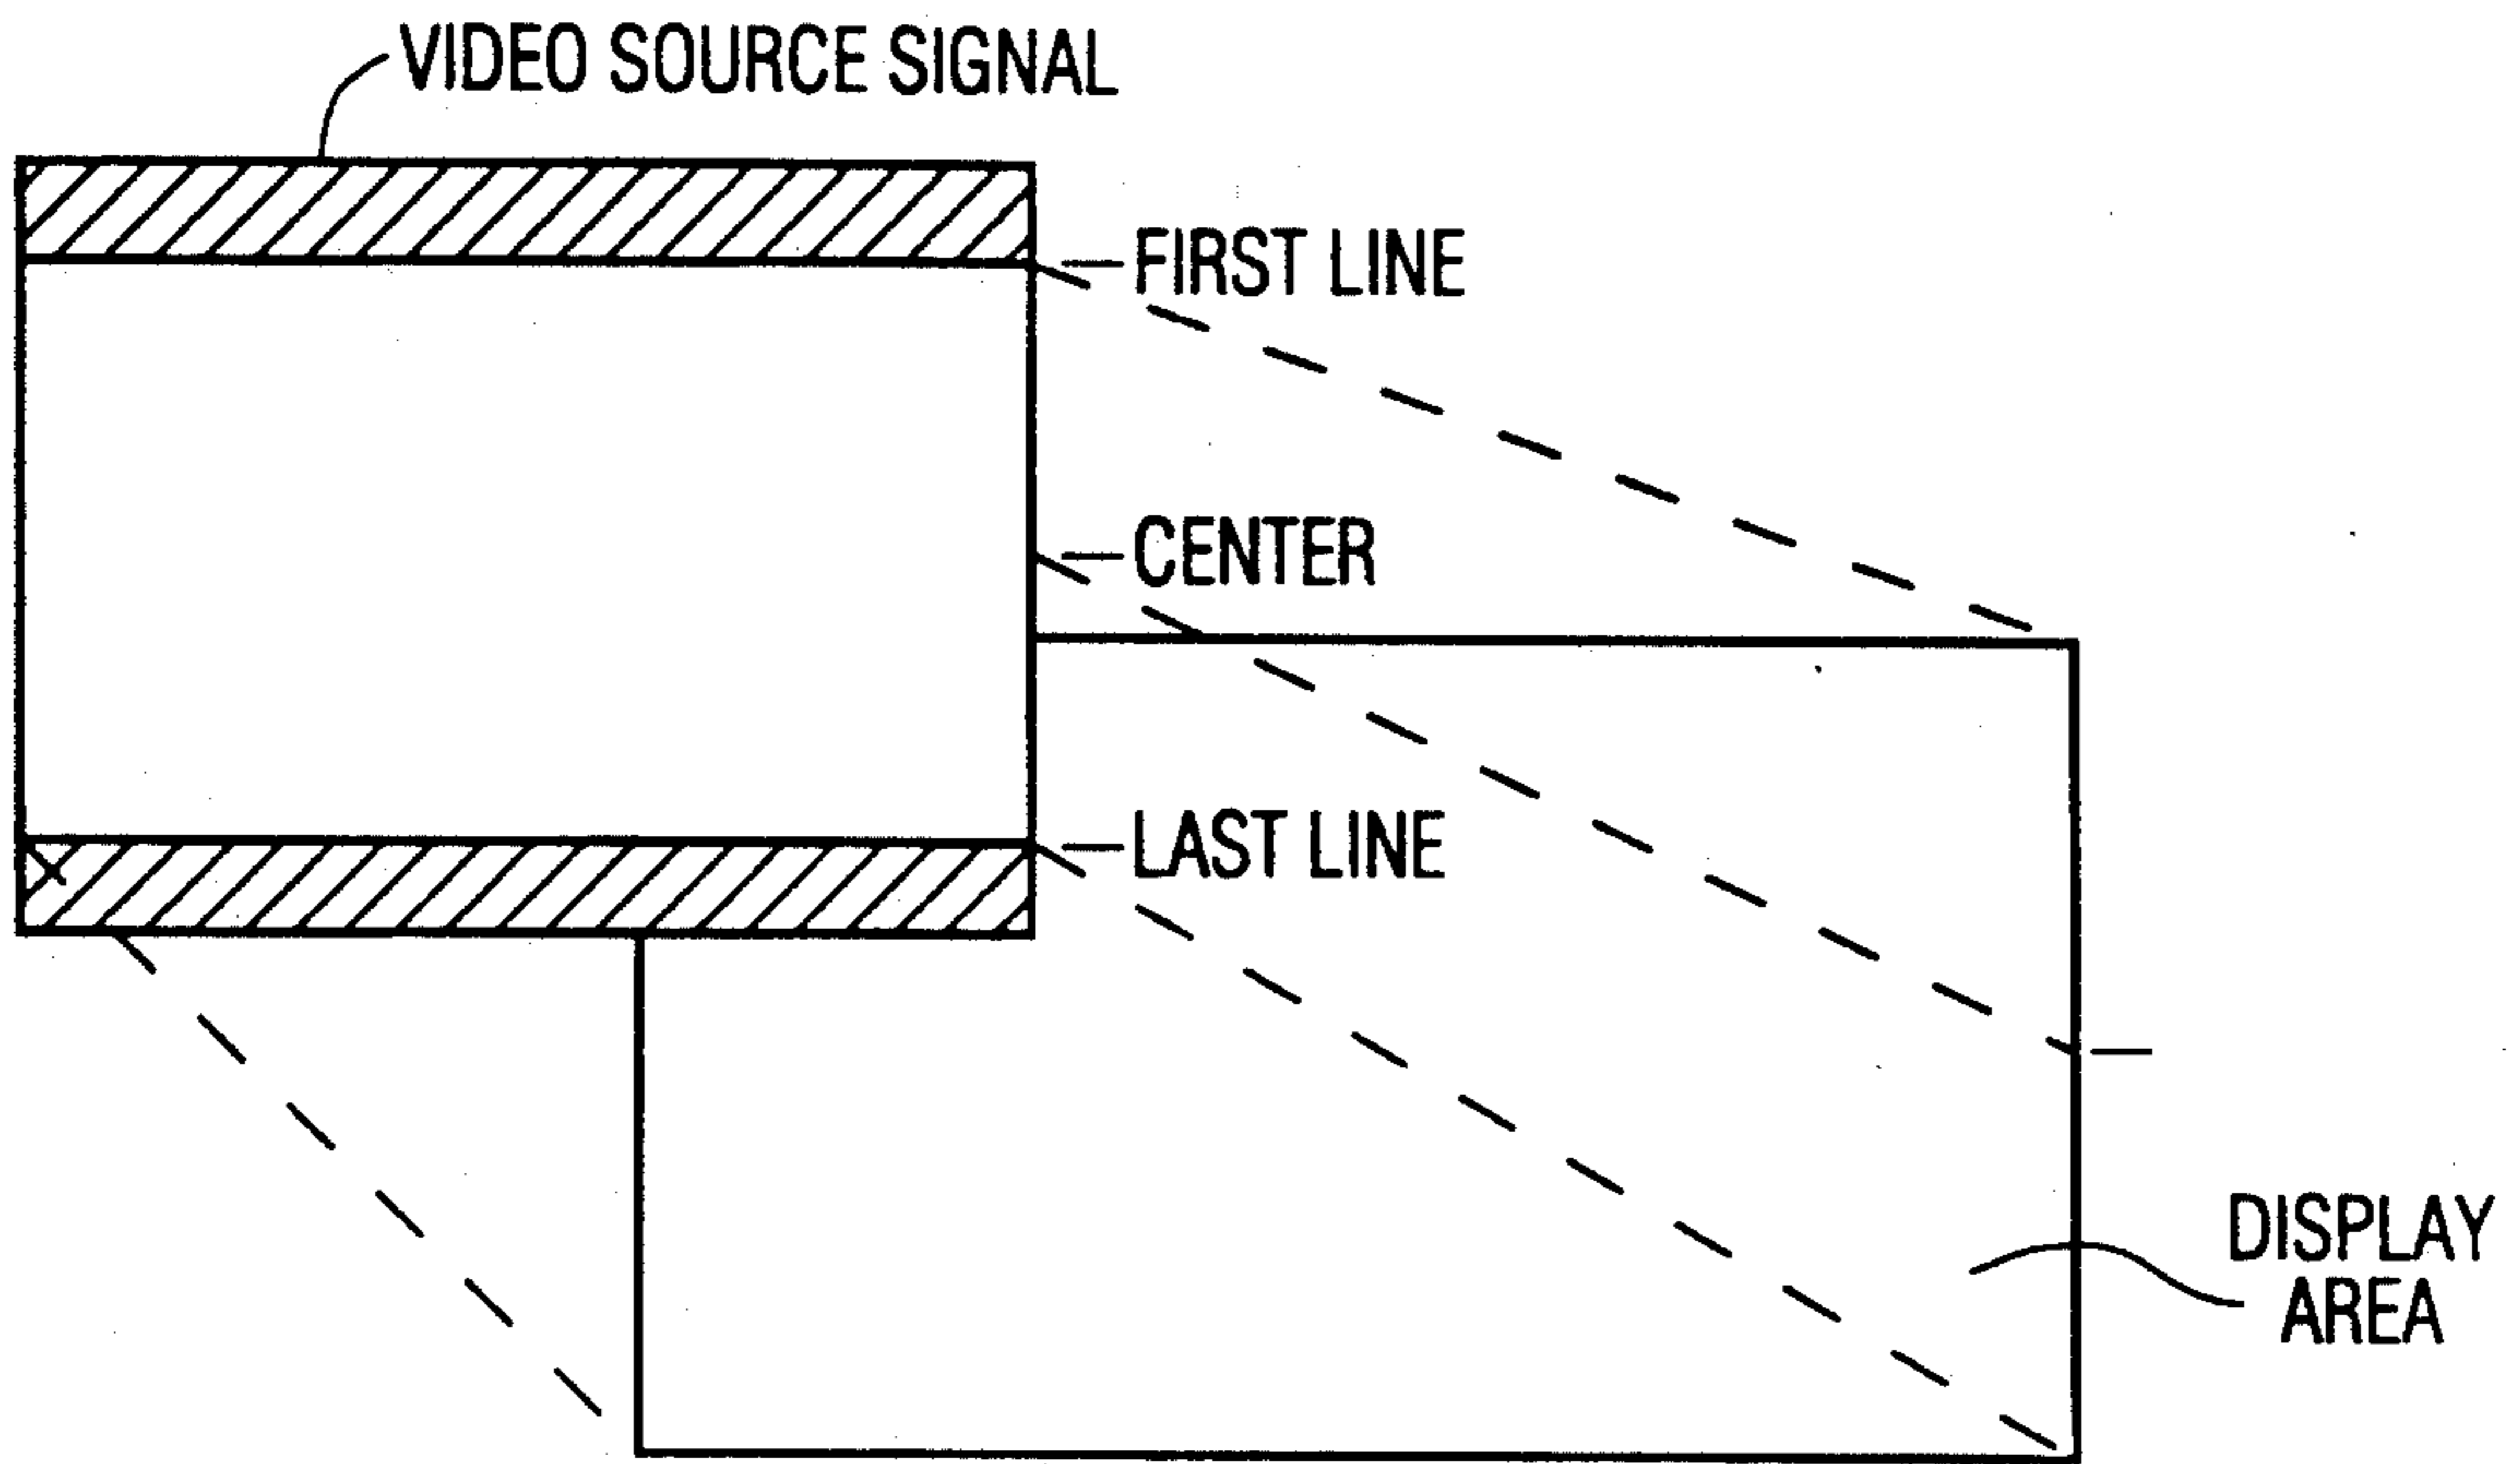 VIDEO SOURCE SIGNAL
FIRST LINE
CENTER
LAST LINE
DISPLAY
AREA